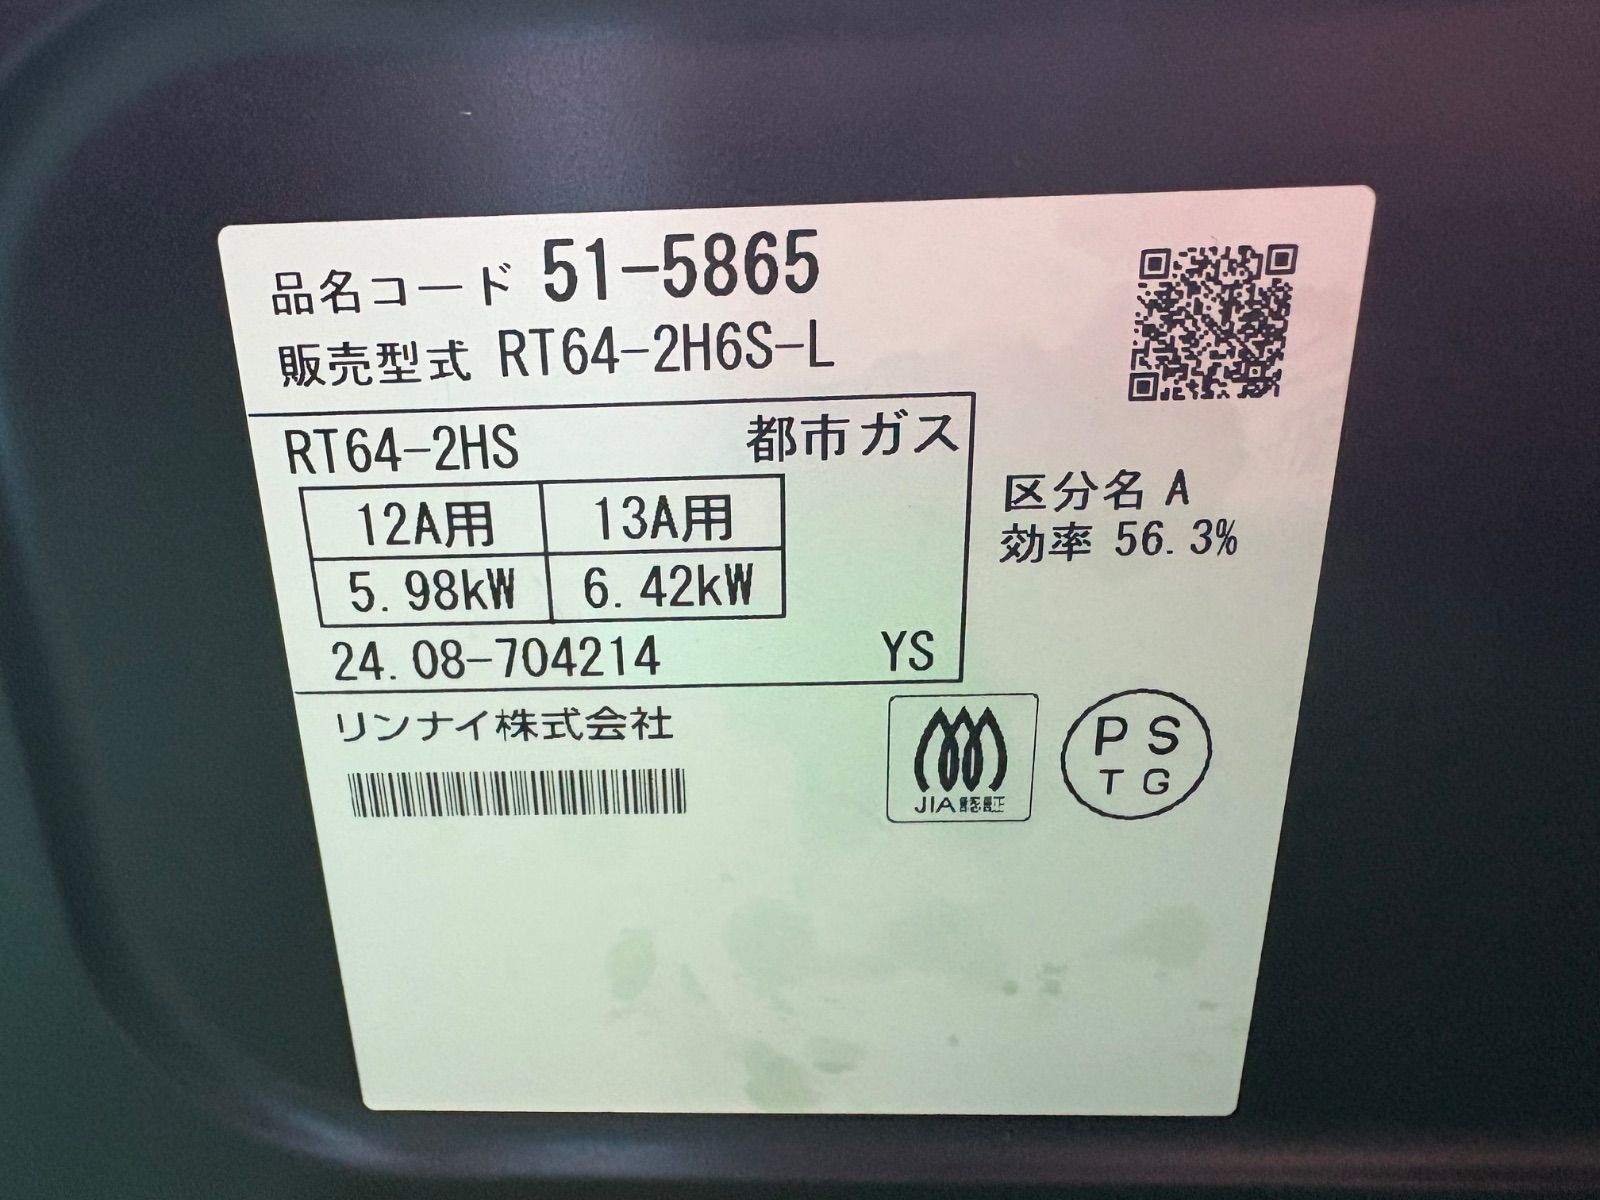 品名コード 51-5865
販売型式 RT64-2H6S-L
RT64-2HS 都市ガス
12A用 13A用
5.98kW 6.42kW
24.08-704214 YS
区分名 A
効率 56.3%
リンナイ株式会社
JIA認証
PS
TG